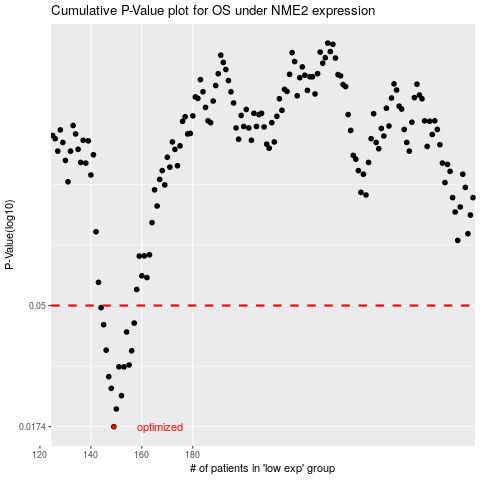 Cumulative P-Value plot for OS under NME2 expression
P-Value(log10)
0.05
0.0174
optimized
120 140 160 180
# of patients in 'low exp' group